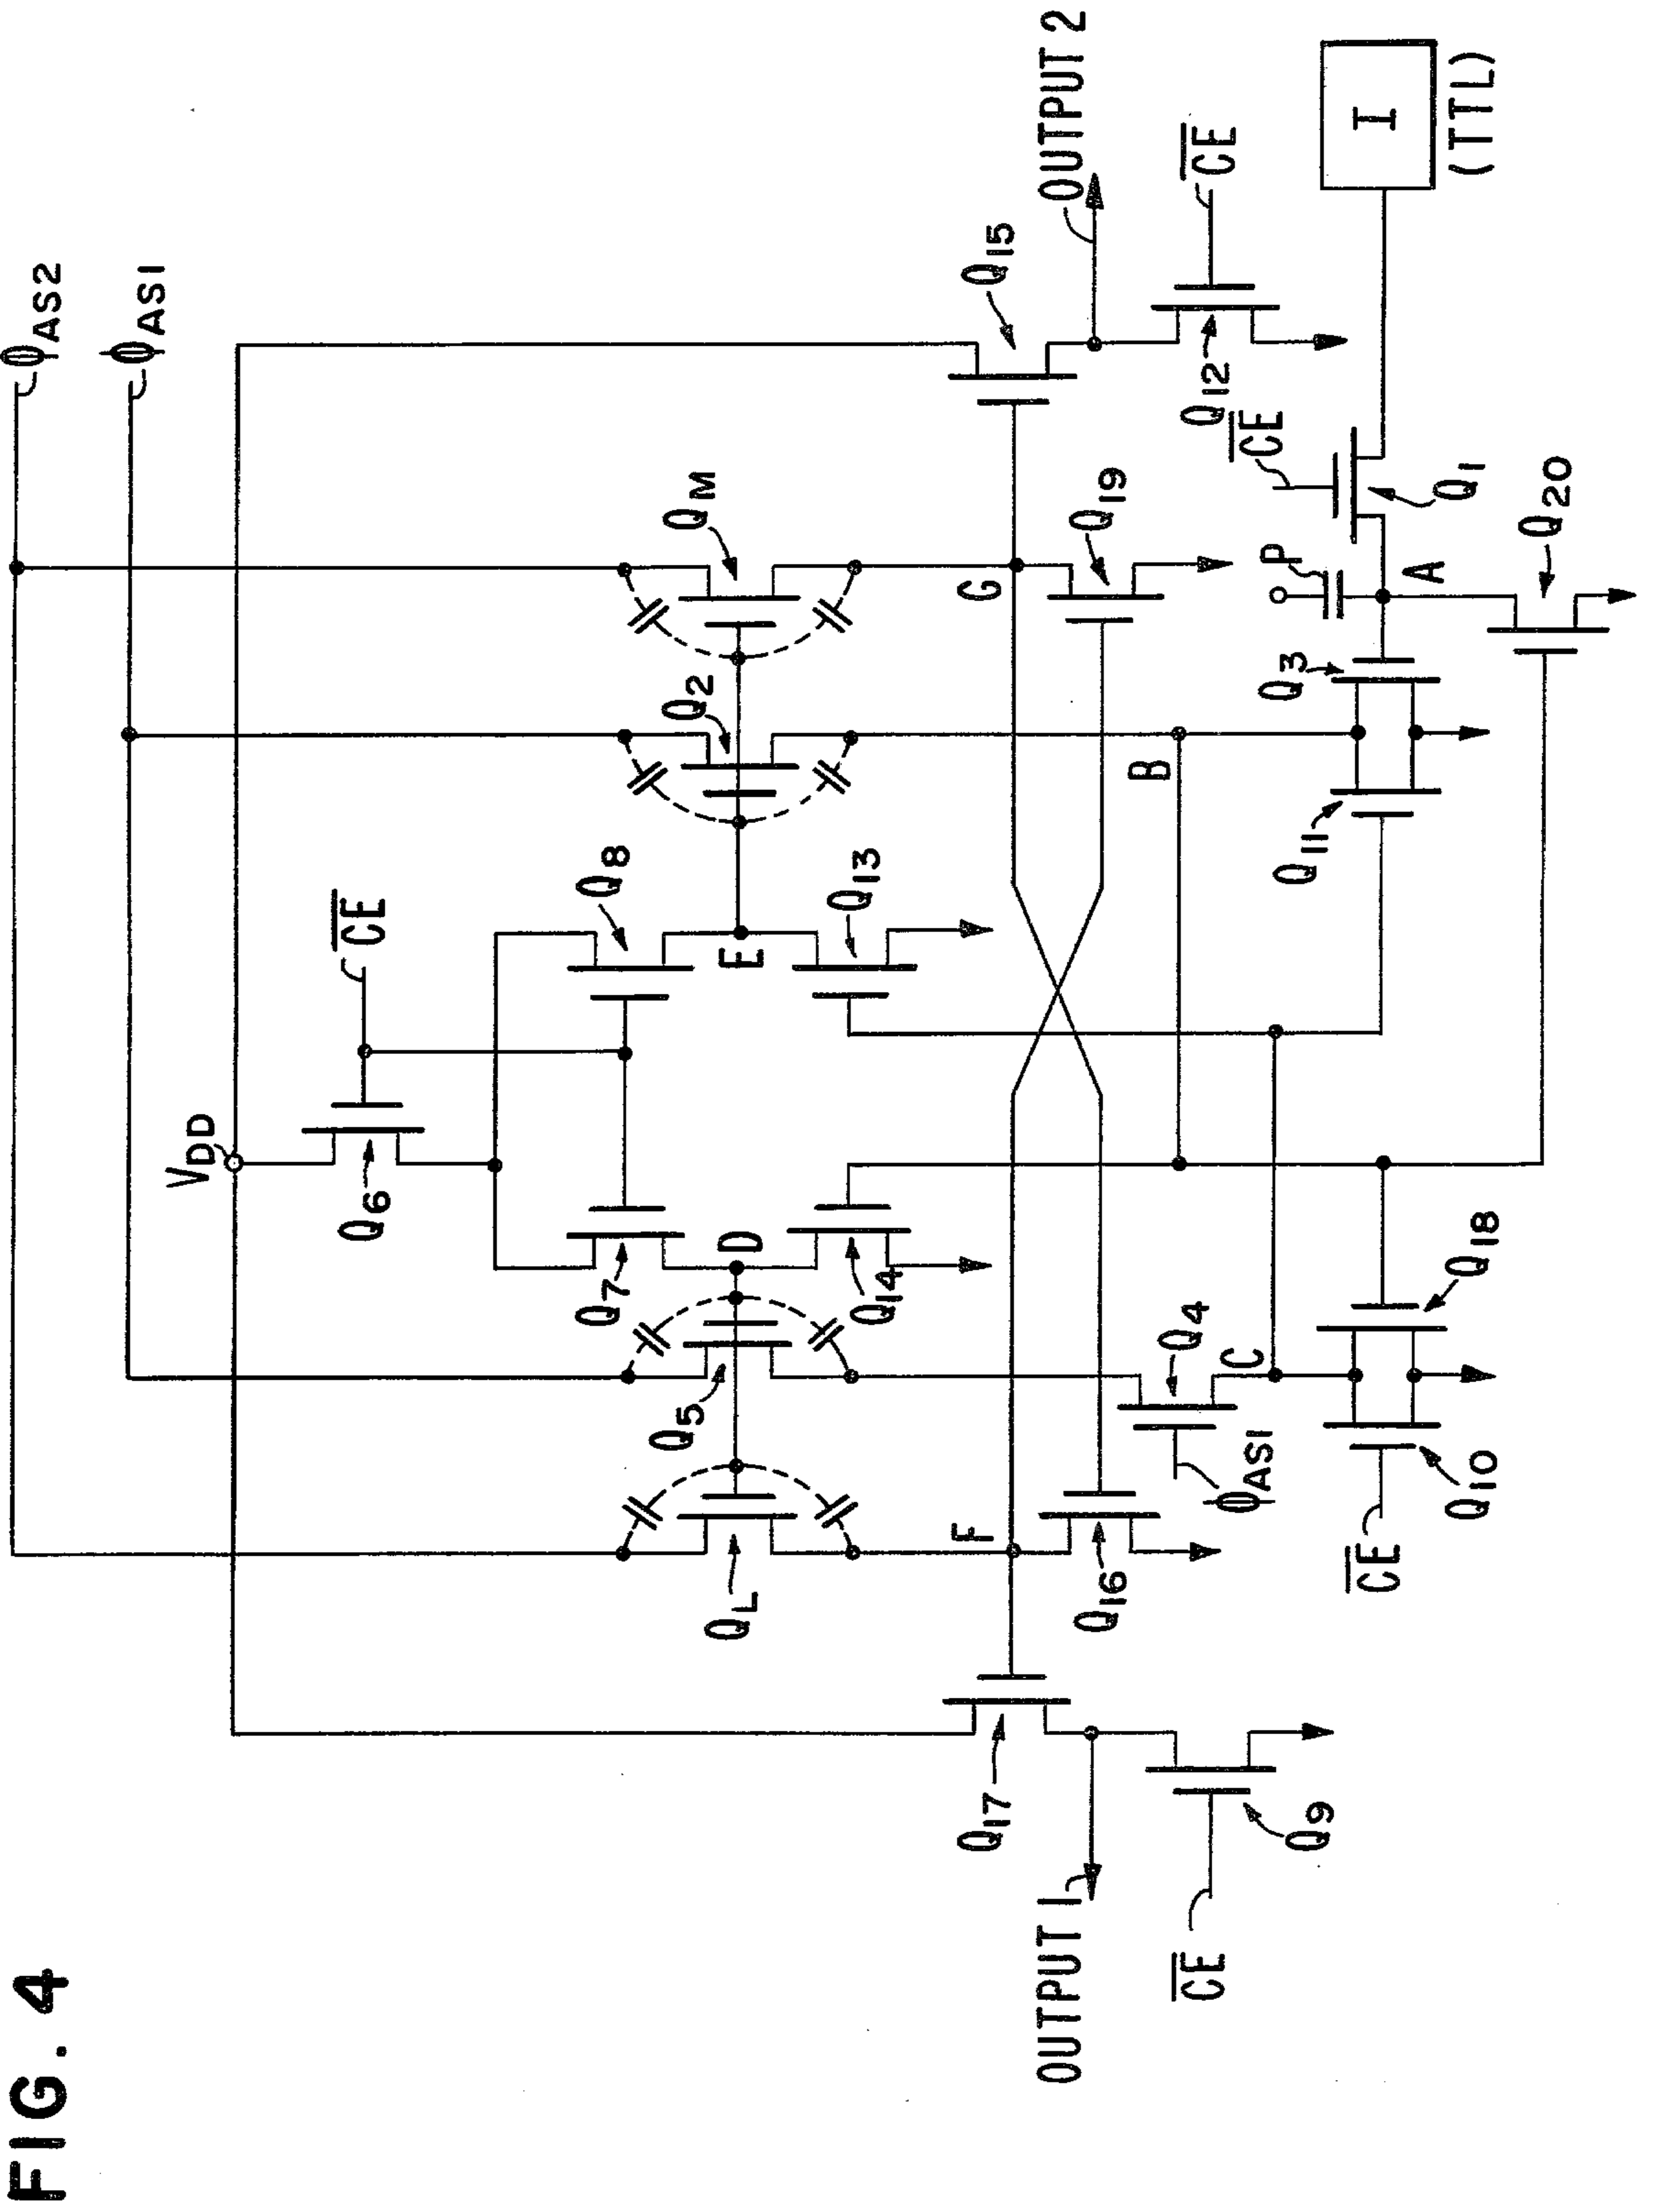 FIG. 4
ΦAS2
ΦAS1
VDD
Q6
CE
Q7
Q8
Q5
QL
D
E
Q2
QM
Q14
Q13
F
G
Q17
Q16
Q15
Q19
OUTPUT 1
OUTPUT 2
CE
Q9
Q4
ΦAS1
C
B
CE
Q12
CE
Q10
Q18
Q11
Q3
P
A
Q1
Q20
I
(TTL)
CE